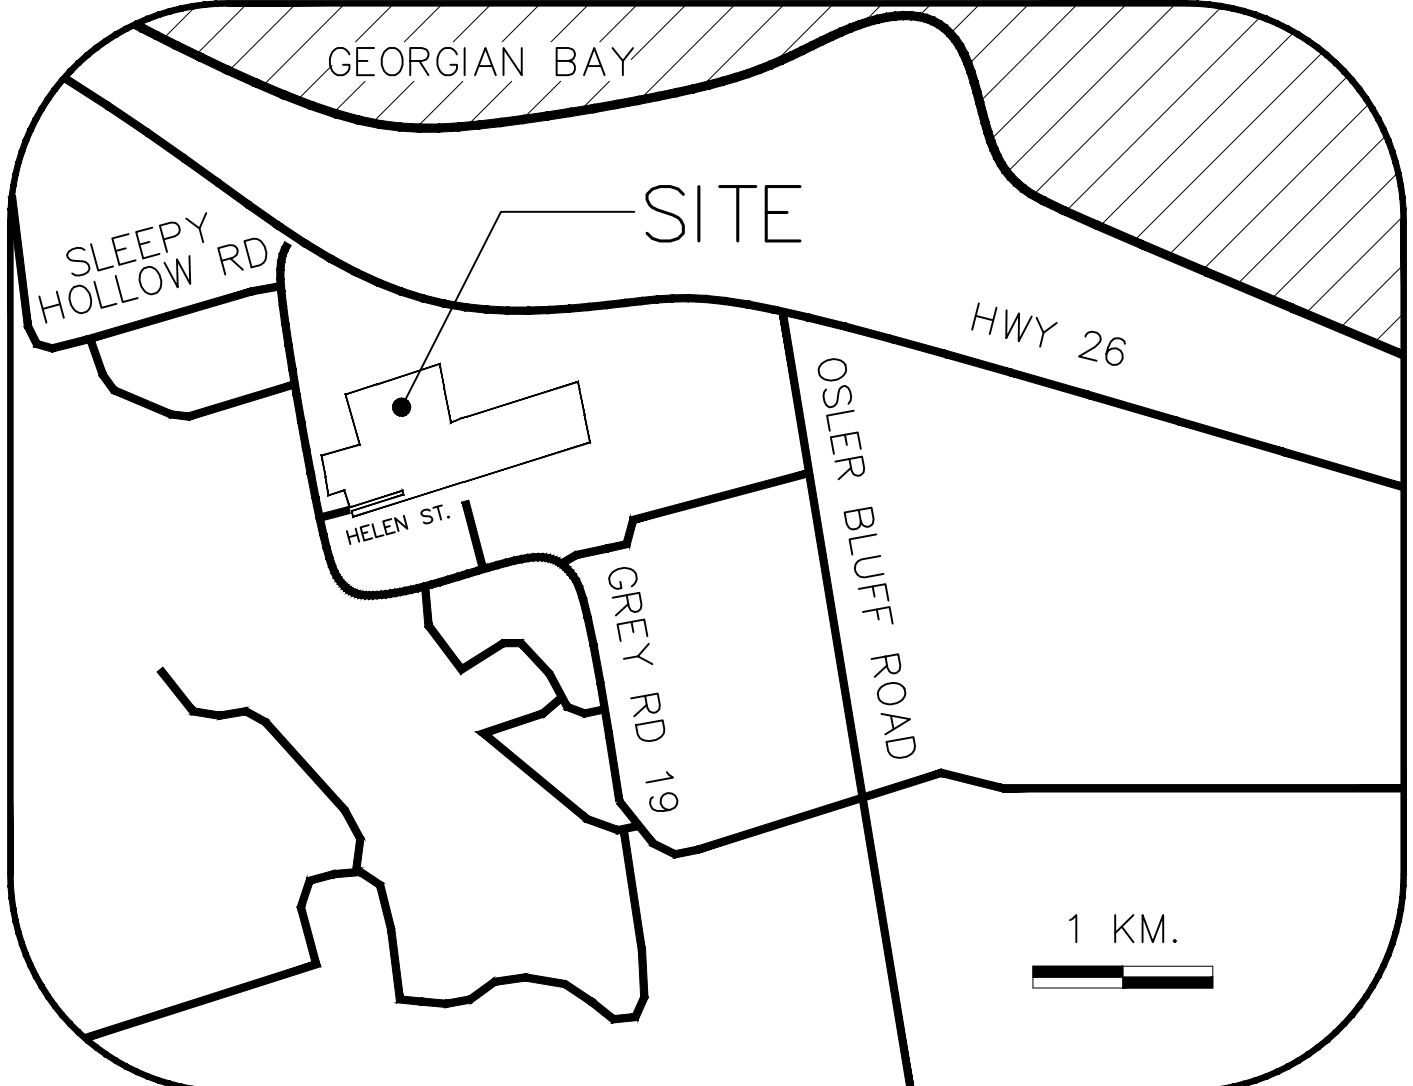 GEORGIAN BAY
SITE
SLEEPY
HOLLOW RD
HWY 26
OSLER BLUFF ROAD
HELEN ST.
GREY RD 19
1 KM.